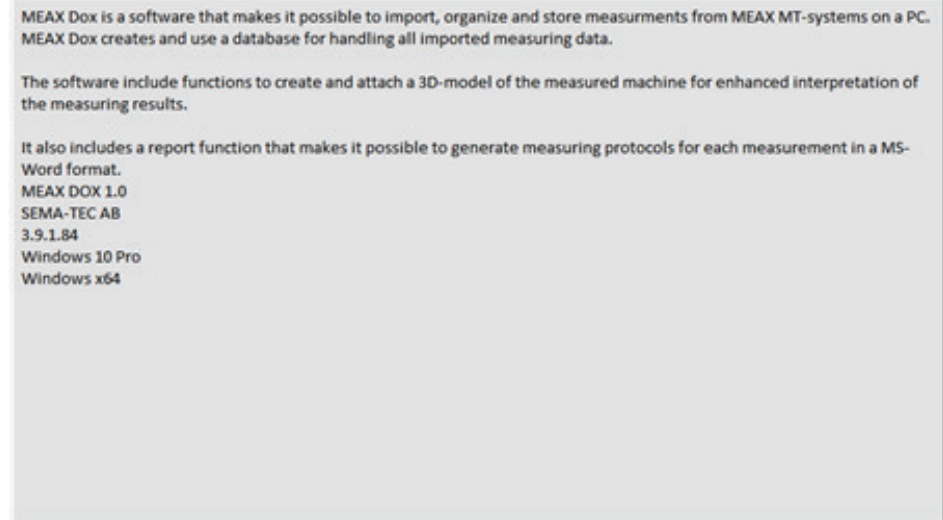 MEAX Dox is a software that makes it possible to import, organize and store measurments from MEAX MT-systems on a PC.
MEAX Dox creates and use a database for handling all imported measuring data.
The software include functions to create and attach a 3D-model of the measured machine for enhanced interpretation of
the measuring results.
It also includes a report function that makes it possible to generate measuring protocols for each measurement in a MS-
Word format.
MEAX DOX 1.0
SEMA-TEC AB
3.9.1.84
Windows 10 Pro
Windows x64